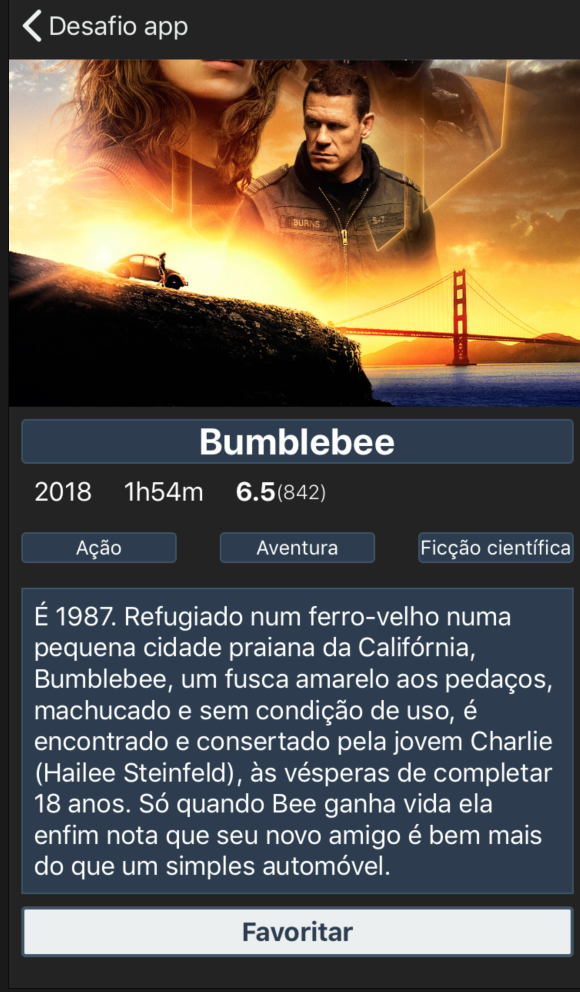 Desafio app
BURNS S-7
Bumblebee
2018 1h54m 6.5(842)
Ação Aventura Ficção científica
É 1987. Refugiado num ferro-velho numa
pequena cidade praiana da Califórnia,
Bumblebee, um fusca amarelo aos pedaços,
machucado e sem condição de uso, é
encontrado e consertado pela jovem Charlie
(Hailee Steinfeld), às vésperas de completar
18 anos. Só quando Bee ganha vida ela
enfim nota que seu novo amigo é bem mais
do que um simples automóvel.
Favoritar